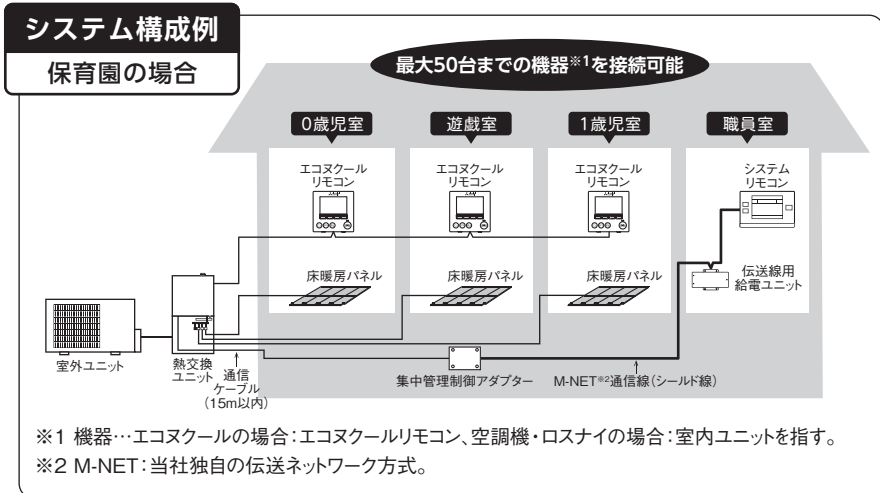 システム構成例
保育園の場合
最大50台までの機器※1を接続可能
0歳児室
遊戯室
1歳児室
職員室
エコヌクール
リモコン
エコヌクール
リモコン
エコヌクール
リモコン
システム
リモコン
床暖房パネル
床暖房パネル
床暖房パネル
伝送線用
給電ユニット
室外ユニット
熱交換
ユニット
通信
ケーブル
(15m以内)
集中管理制御アダプター
M-NET※2通信線(シールド線)
※1 機器…エコヌクールの場合:エコヌクールリモコン、空調機・ロスナイの場合:室内ユニットを指す。
※2 M-NET:当社独自の伝送ネットワーク方式。